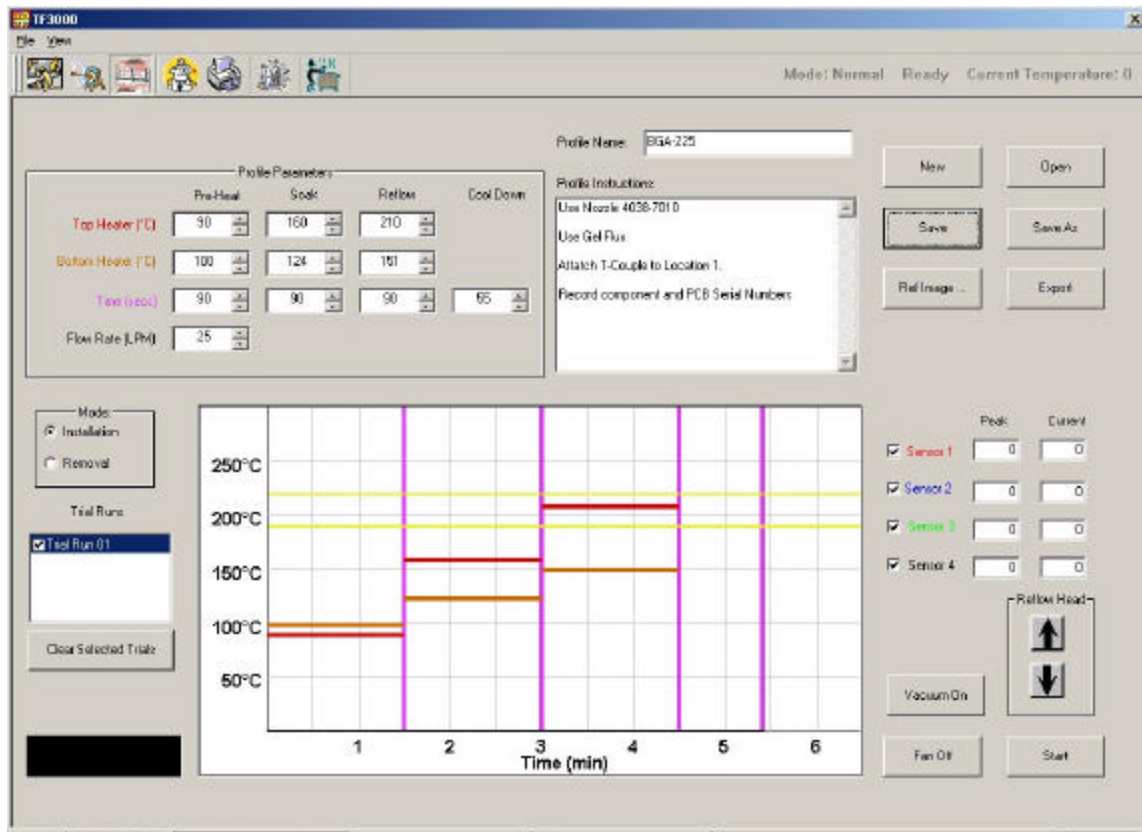 TF3000
File View
Mode: Normal Ready Current Temperature: 0
Profile Name: BGA-225
New Open
Profile Parameters
Profile Instructions:
Pre-Heat Soak Reflow Cool Down
Use Nozzle 4038-7010
Top Heater (°C) 90 160 210
Save Save As
Use Gel Flux
Bottom Heater (°C) 100 124 151
Attatch T-Couple to Location 1.
Time (secs) 90 90 90 55
Record component and PCB Serial Numbers
Ref Image ... Export
Flow Rate (LPM) 25
Mode:
Installation
Removal
Peak Current
Sensor 1 0 0
Sensor 2 0 0
Sensor 3 0 0
Sensor 4 0 0
Trial Runs
Trial Run 01
Clear Selected Trials
250°C
200°C
150°C
100°C
50°C
1 2 3 4 5 6
Time (min)
Reflow Head
Vacuum On
Fan Off Start